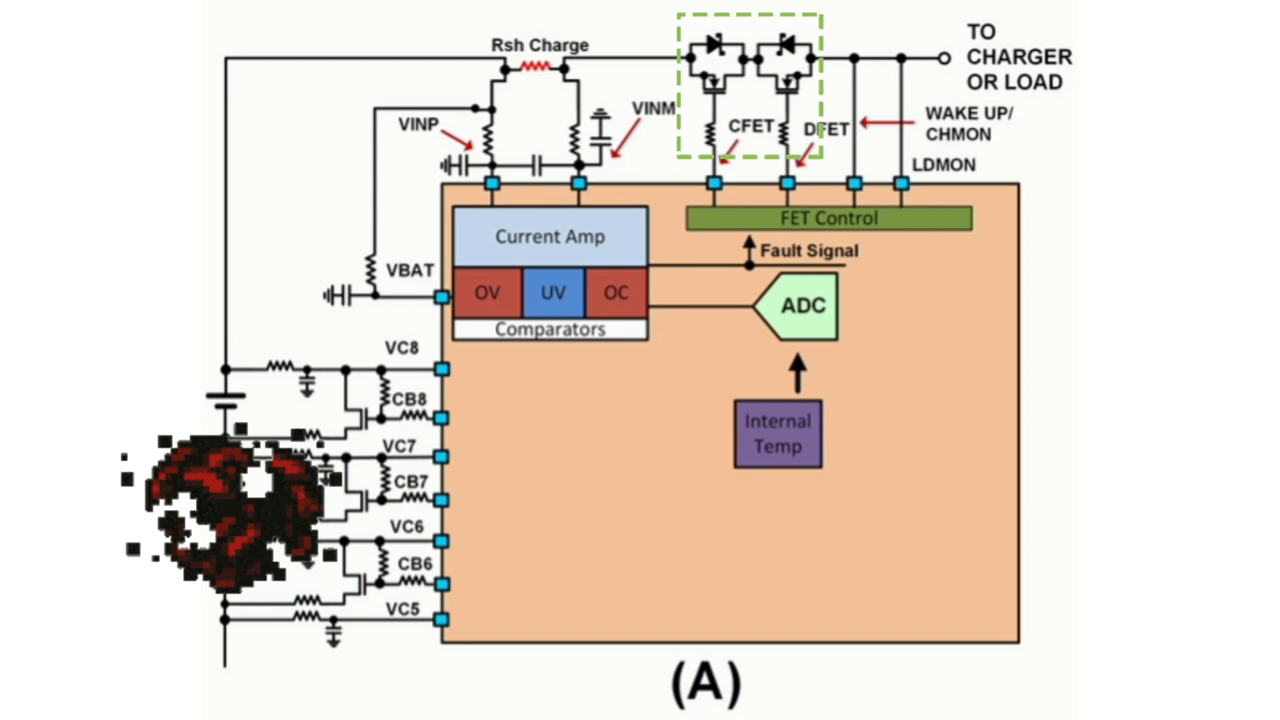 TO
CHARGER
OR LOAD
Rsh Charge
VINP
VINM
CFET
DFET
WAKE UP/
CHMON
LDMON
FET Control
Current Amp
Fault Signal
VBAT
OV
UV
OC
ADC
Comparators
VC8
CB8
Internal
Temp
VC7
CB7
VC6
CB6
VC5
(A)